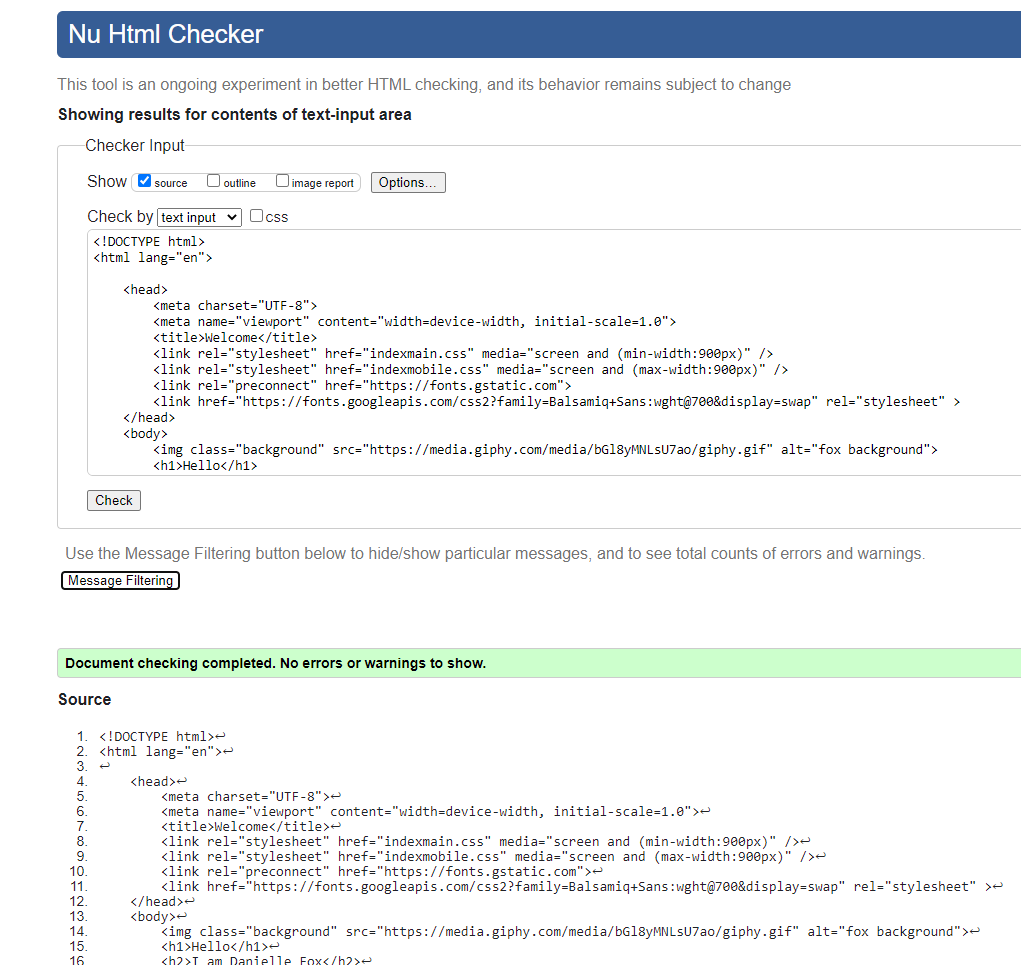 Nu Html Checker
This tool is an ongoing experiment in better HTML checking, and its behavior remains subject to change
Showing results for contents of text-input area
Checker Input
Show source outline image report Options...
Check by text input css
<!DOCTYPE html>
<html lang="en">
<head>
<meta charset="UTF-8">
<meta name="viewport" content="width=device-width, initial-scale=1.0">
<title>Welcome</title>
<link rel="stylesheet" href="indexmain.css" media="screen and (min-width:900px)" />
<link rel="stylesheet" href="indexmobile.css" media="screen and (max-width:900px)" />
<link rel="preconnect" href="https://fonts.gstatic.com">
<link href="https://fonts.googleapis.com/css2?family=Balsamiq+Sans:wght@700&display=swap" rel="stylesheet" >
</head>
<body>
<img class="background" src="https://media.giphy.com/media/bGl8yMNLsU7ao/giphy.gif" alt="fox background">
<h1>Hello</h1>
Check
Use the Message Filtering button below to hide/show particular messages, and to see total counts of errors and warnings.
Message Filtering
Document checking completed. No errors or warnings to show.
Source
1. <!DOCTYPE html>↩
2. <html lang="en">↩
3. ↩
4. <head>↩
5. <meta charset="UTF-8">↩
6. <meta name="viewport" content="width=device-width, initial-scale=1.0">↩
7. <title>Welcome</title>↩
8. <link rel="stylesheet" href="indexmain.css" media="screen and (min-width:900px)" />↩
9. <link rel="stylesheet" href="indexmobile.css" media="screen and (max-width:900px)" />↩
10. <link rel="preconnect" href="https://fonts.gstatic.com">↩
11. <link href="https://fonts.googleapis.com/css2?family=Balsamiq+Sans:wght@700&display=swap" rel="stylesheet" >↩
12. </head>↩
13. <body>↩
14. <img class="background" src="https://media.giphy.com/media/bGl8yMNLsU7ao/giphy.gif" alt="fox background">↩
15. <h1>Hello</h1>↩
16 <h2>I am Danielle Fox</h2>↩